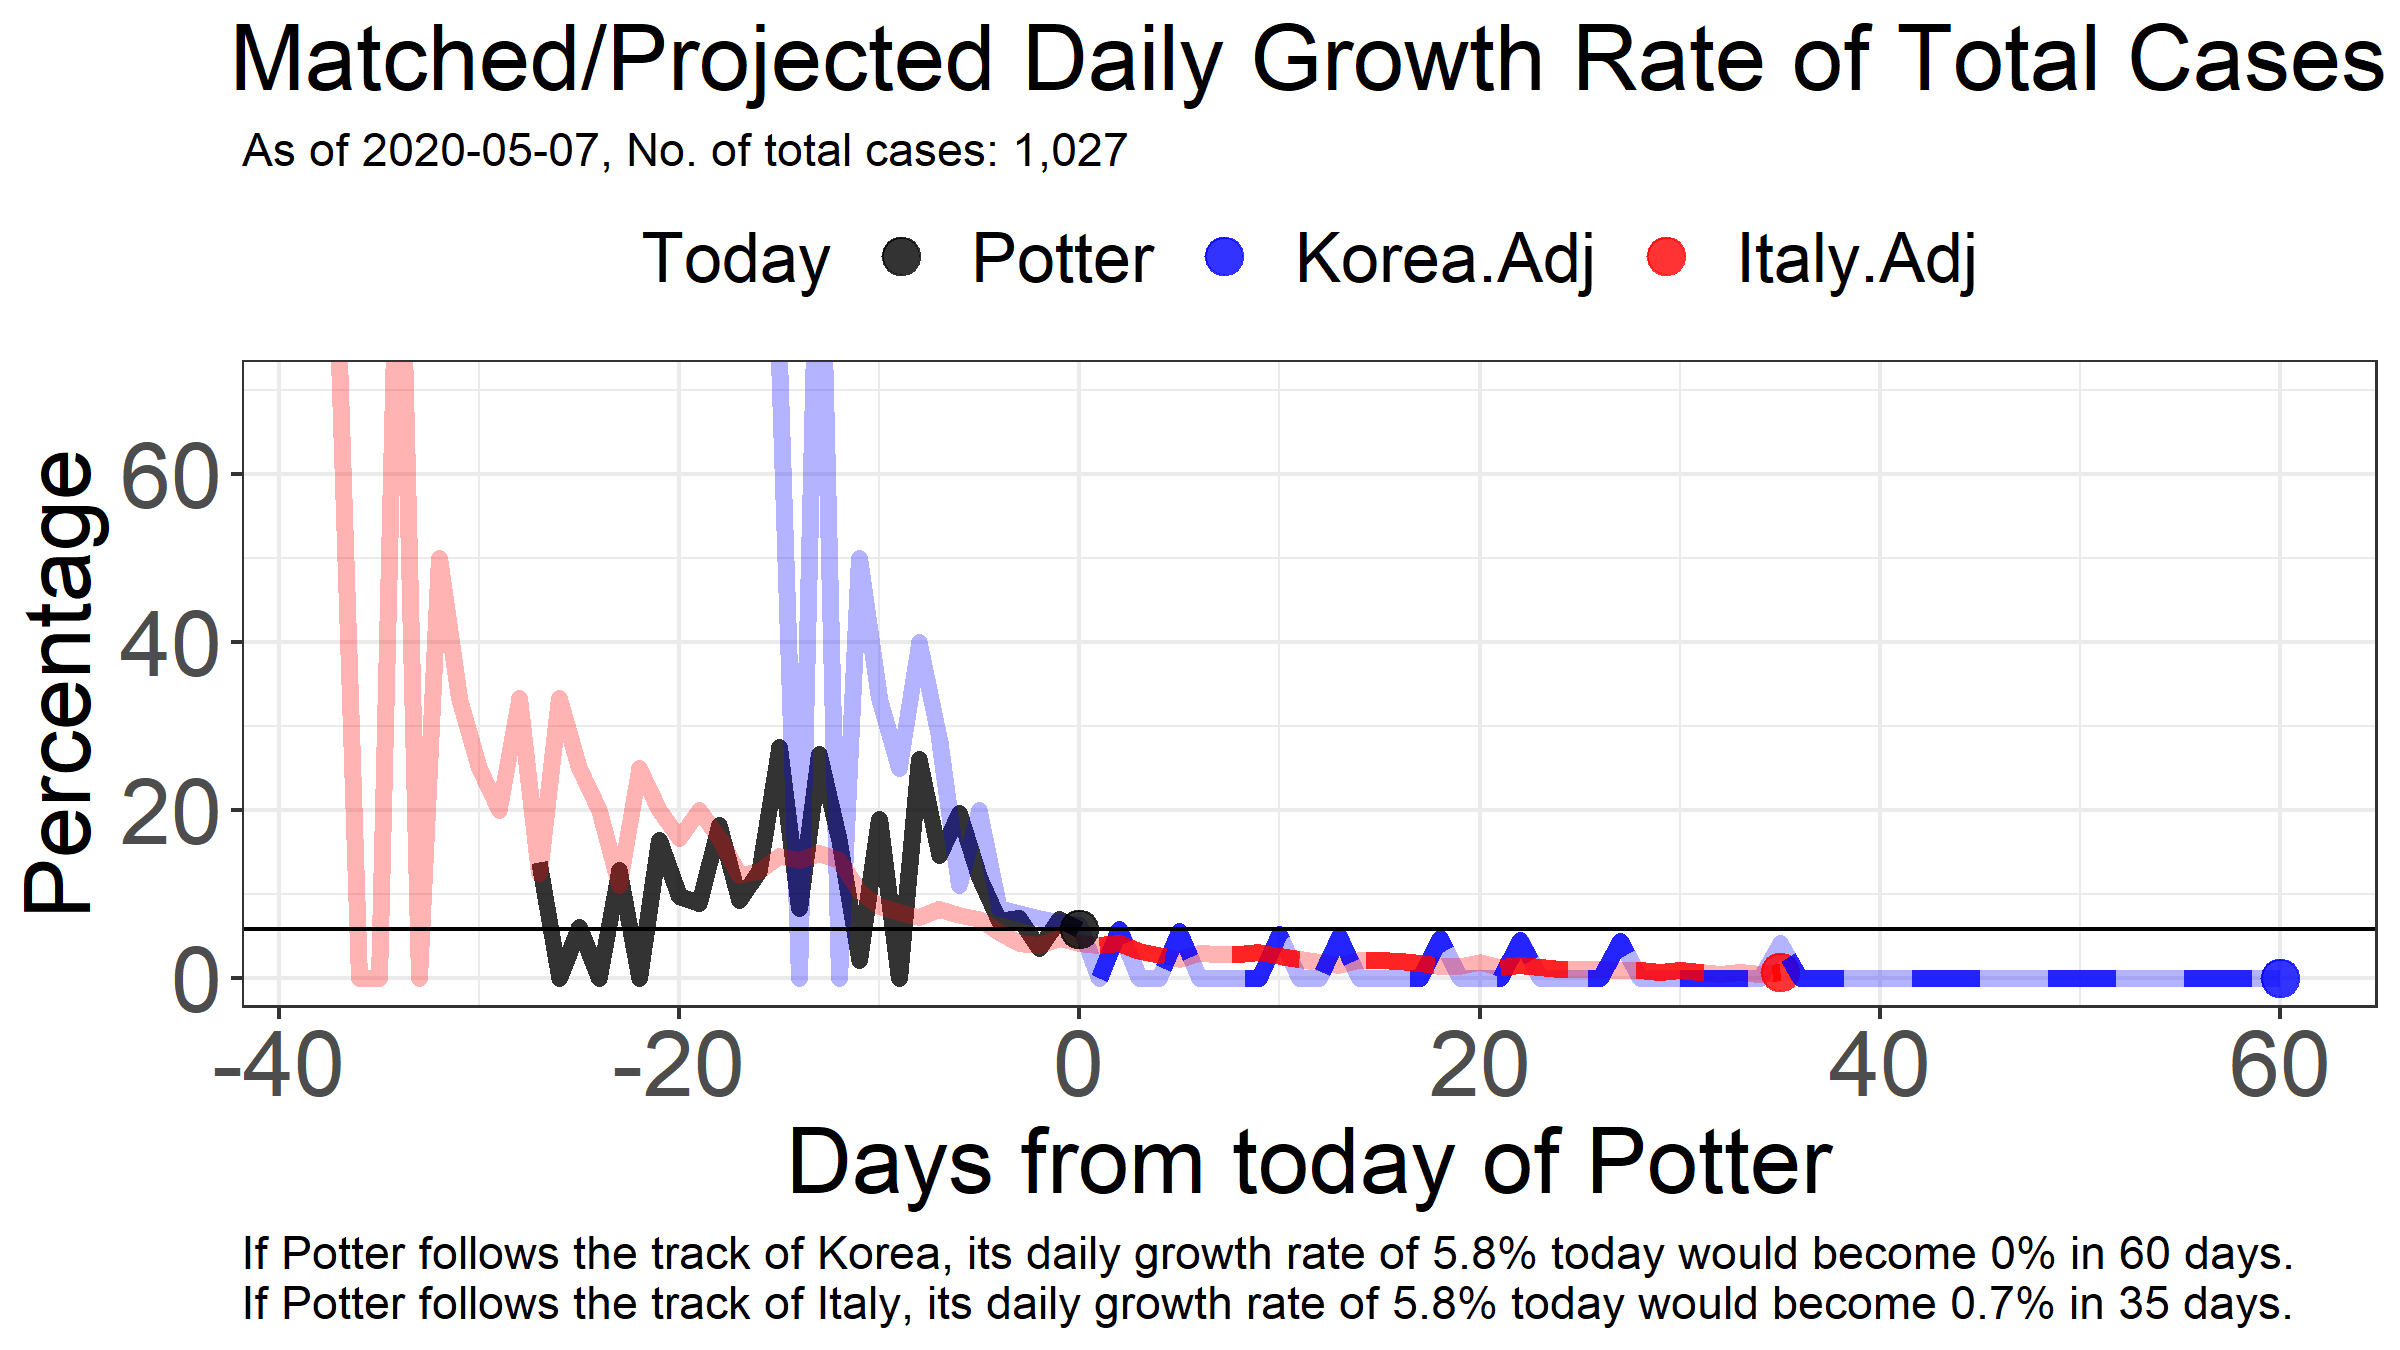 Matched/Projected Daily Growth Rate of Total Cases
As of 2020-05-07, No. of total cases: 1,027
Today Potter Korea.Adj Italy.Adj
Percentage
60
40
20
0
-40 -20 0 20 40 60
Days from today of Potter
If Potter follows the track of Korea, its daily growth rate of 5.8% today would become 0% in 60 days.
If Potter follows the track of Italy, its daily growth rate of 5.8% today would become 0.7% in 35 days.